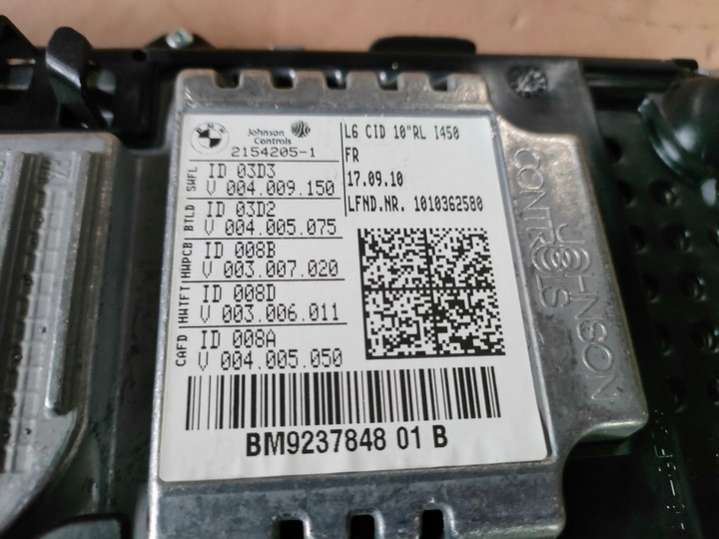 BMW
Johnson
Controls
2154205-1
L6 CID 10"RL I450
FR
17.09.10
LFND.NR. 1010362580
SWFL
ID 03D3
V 004.009.150
BTLD
ID 03D2
V 004.005.075
HWPCB
ID 008B
V 003.007.020
HWTFT
ID 008D
V 003.006.011
CAFD
ID 008A
V 004.005.050
BM9237848 01 B
JOHNSON
CONTROLS